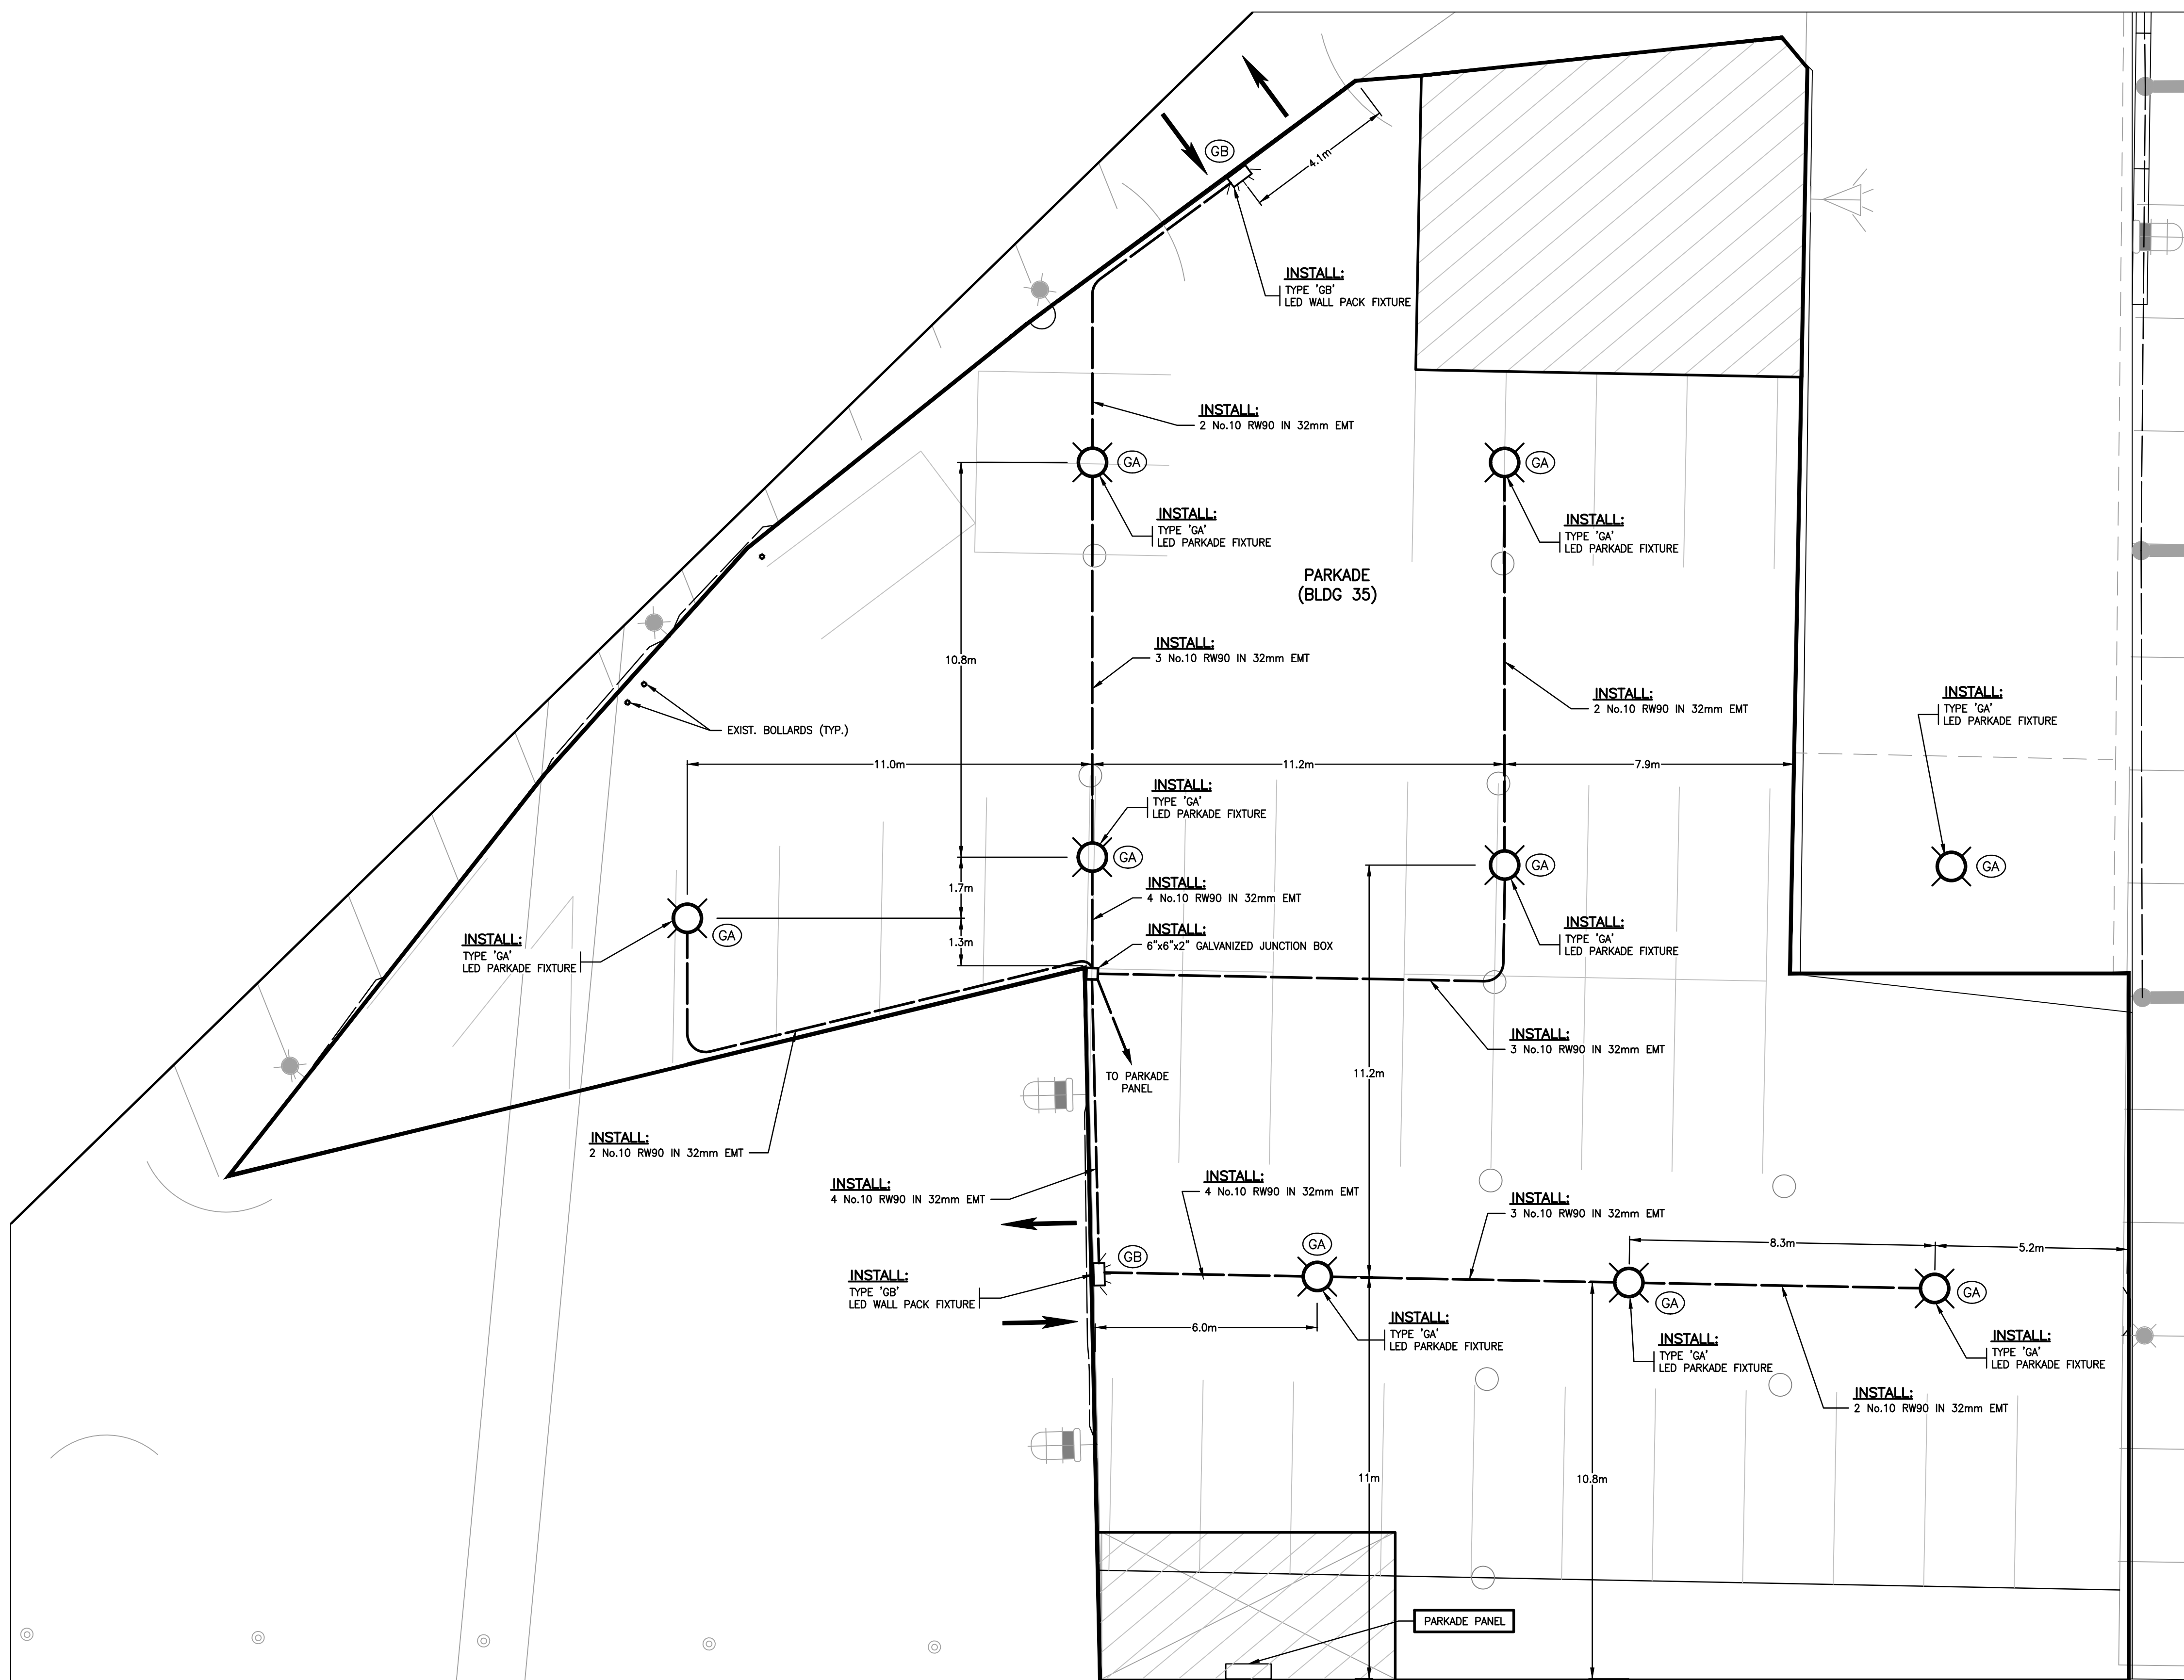 GB
4.1m
INSTALL:
TYPE 'GB'
LED WALL PACK FIXTURE
INSTALL:
2 No.10 RW90 IN 32mm EMT
GA
GA
INSTALL:
TYPE 'GA'
LED PARKADE FIXTURE
INSTALL:
TYPE 'GA'
LED PARKADE FIXTURE
PARKADE
(BLDG 35)
10.8m
INSTALL:
3 No.10 RW90 IN 32mm EMT
INSTALL:
2 No.10 RW90 IN 32mm EMT
INSTALL:
TYPE 'GA'
LED PARKADE FIXTURE
EXIST. BOLLARDS (TYP.)
11.0m
11.2m
7.9m
INSTALL:
TYPE 'GA'
LED PARKADE FIXTURE
GA
GA
GA
1.7m
INSTALL:
4 No.10 RW90 IN 32mm EMT
GA
INSTALL:
TYPE 'GA'
LED PARKADE FIXTURE
1.3m
INSTALL:
6"x6"x2" GALVANIZED JUNCTION BOX
INSTALL:
TYPE 'GA'
LED PARKADE FIXTURE
INSTALL:
3 No.10 RW90 IN 32mm EMT
TO PARKADE
PANEL
11.2m
INSTALL:
2 No.10 RW90 IN 32mm EMT
INSTALL:
4 No.10 RW90 IN 32mm EMT
INSTALL:
4 No.10 RW90 IN 32mm EMT
INSTALL:
3 No.10 RW90 IN 32mm EMT
GB
GA
8.3m
5.2m
INSTALL:
TYPE 'GB'
LED WALL PACK FIXTURE
GA
GA
6.0m
INSTALL:
TYPE 'GA'
LED PARKADE FIXTURE
INSTALL:
TYPE 'GA'
LED PARKADE FIXTURE
INSTALL:
TYPE 'GA'
LED PARKADE FIXTURE
INSTALL:
2 No.10 RW90 IN 32mm EMT
11m
10.8m
PARKADE PANEL